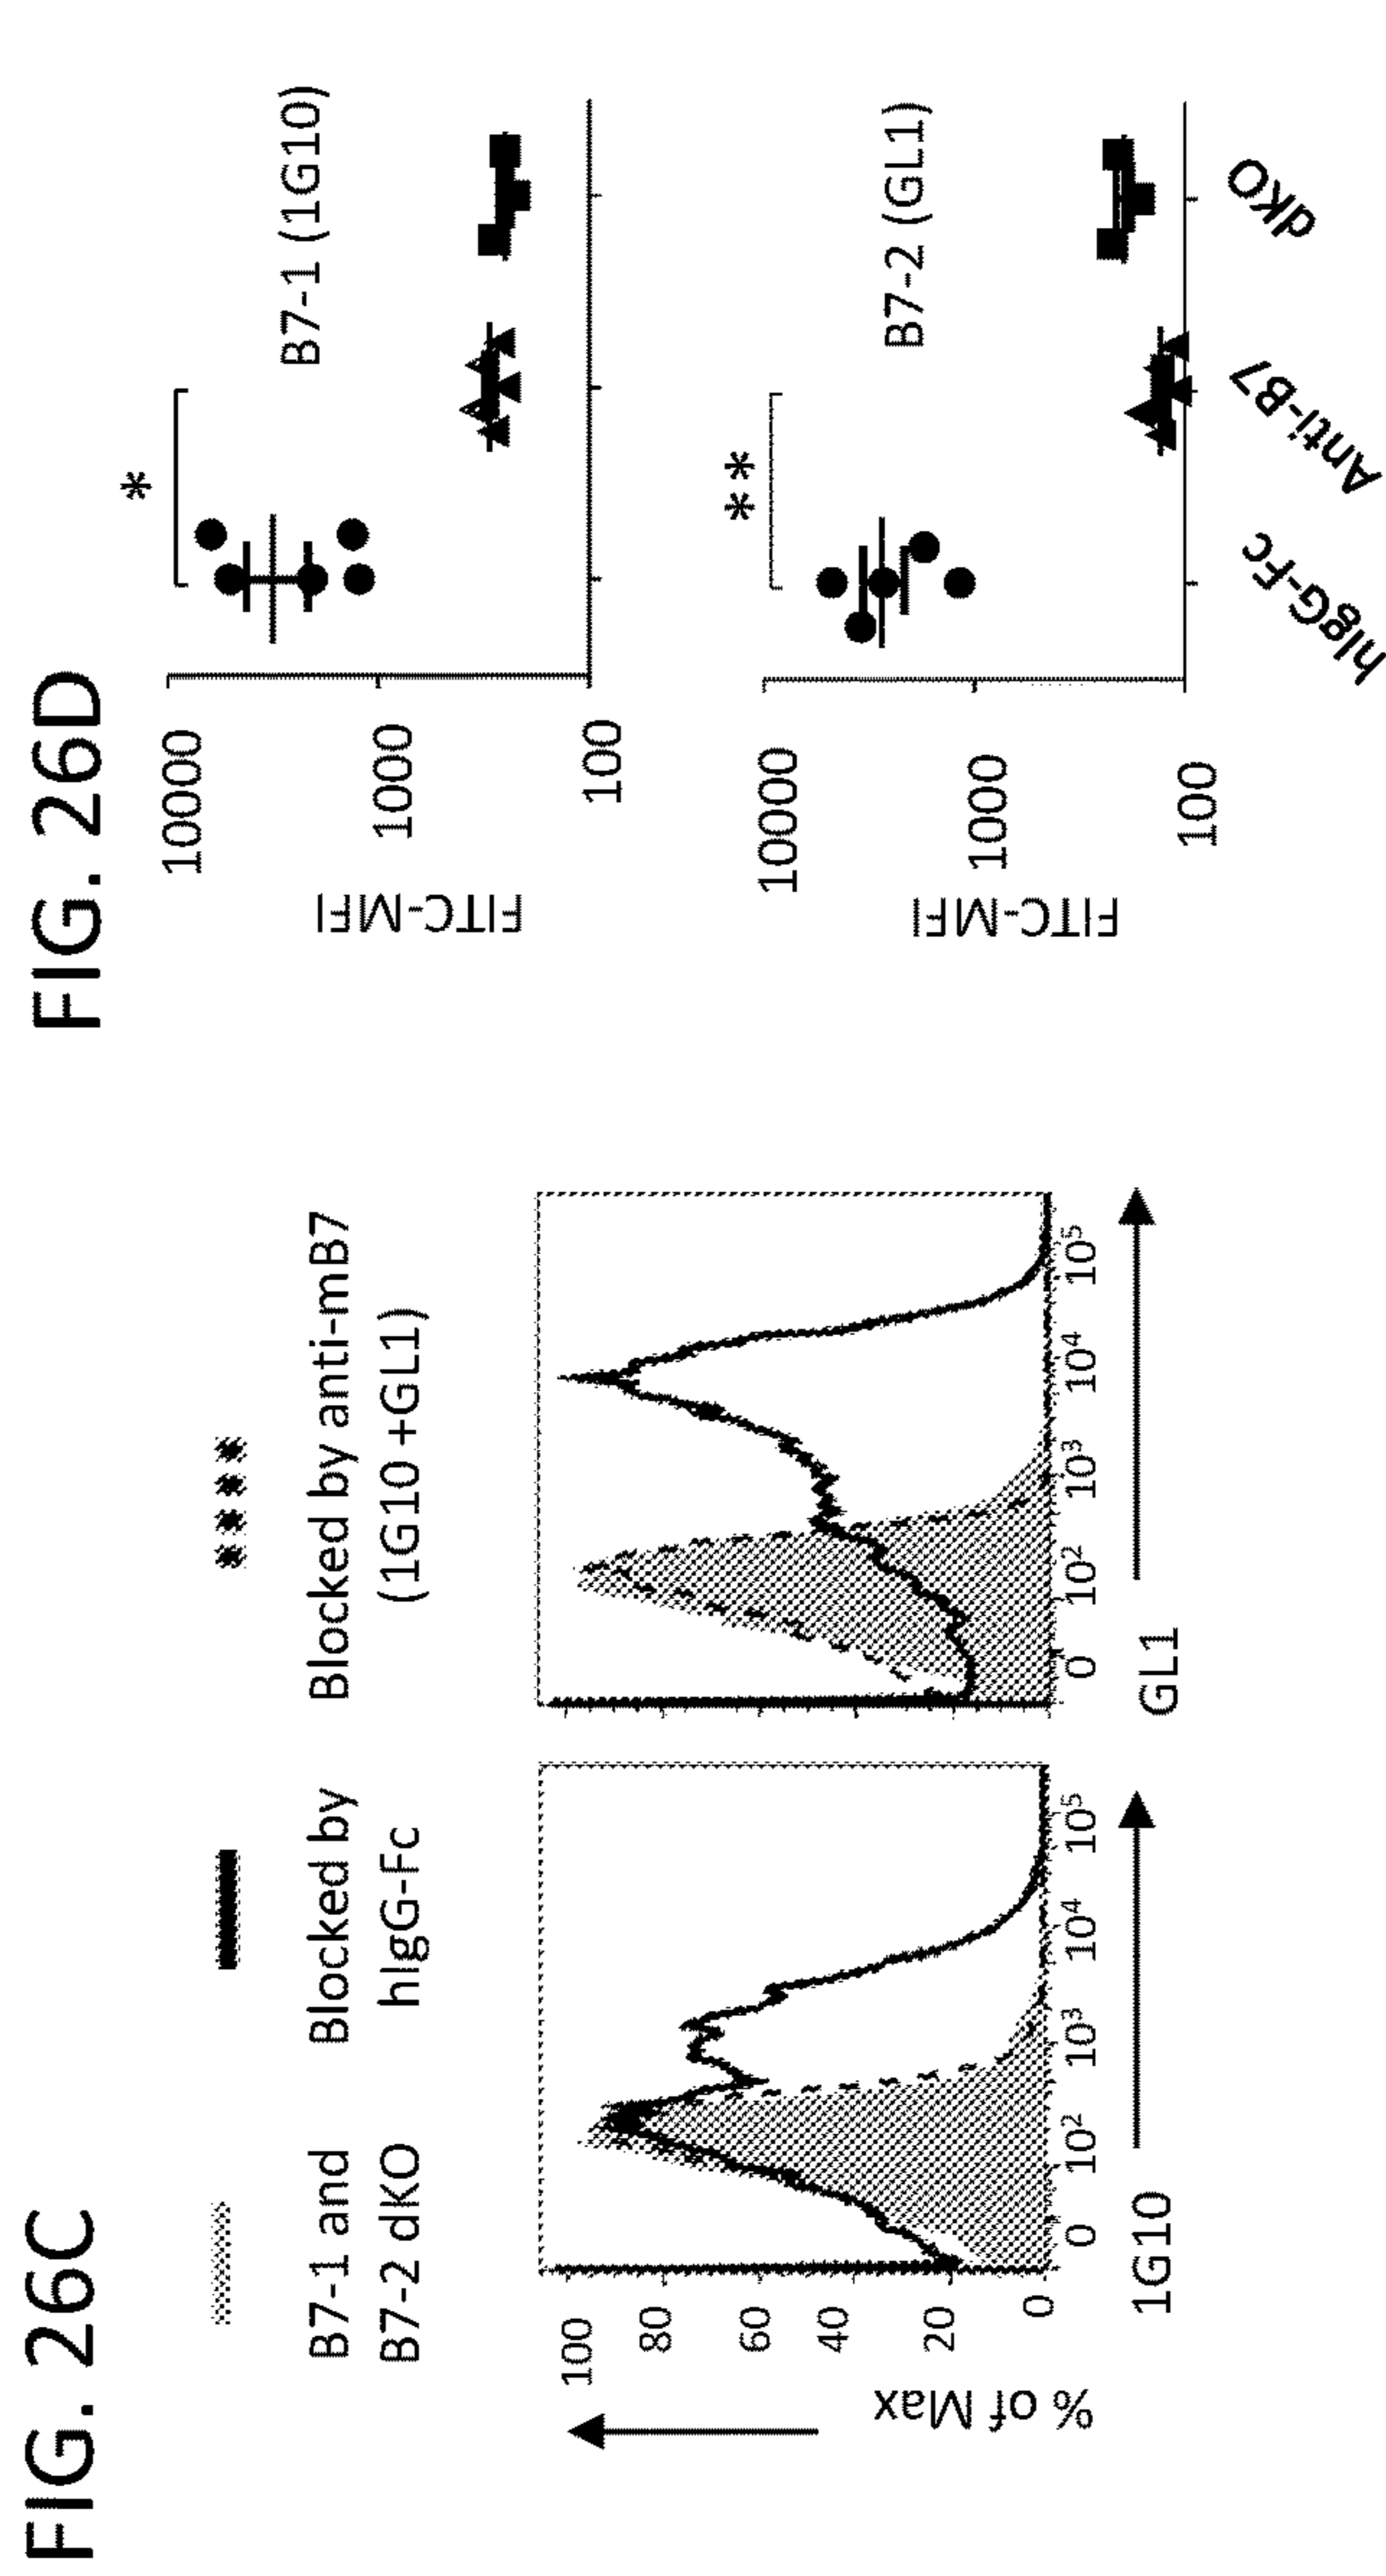 FIG. 26C
B7-1 and
B7-2 dKO
Blocked by
hIgG-Fc
Blocked by anti-mB7
(1G10 +GL1)
% of Max
100
80
60
40
20
0
0 10² 10³ 10⁴ 10⁵
1G10
0 10² 10³ 10⁴ 10⁵
GL1
FIG. 26D
FITC-MFI
10000
1000
100
*
B7-1 (1G10)
FITC-MFI
10000
1000
100
**
B7-2 (GL1)
hIgG-Fc
Anti-B7
dKO